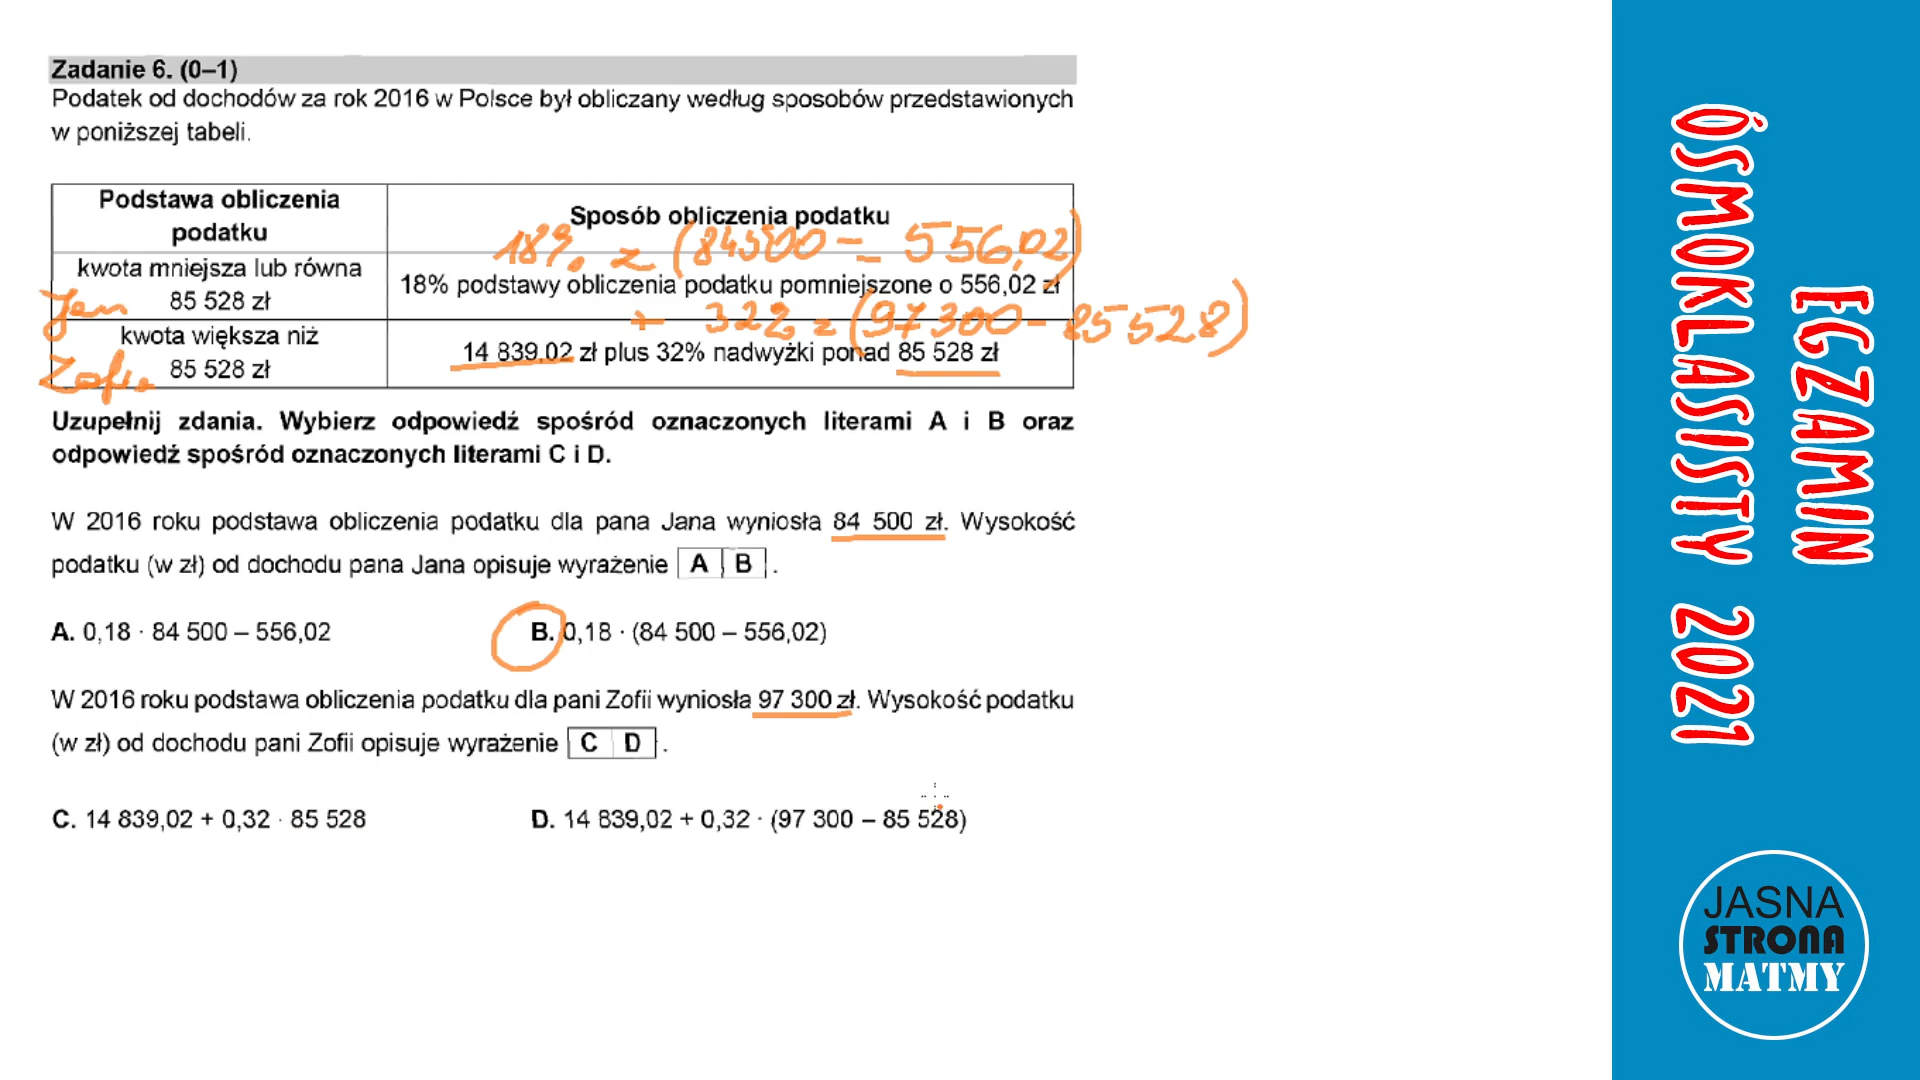 Zadanie 6. (0–1)
Podatek od dochodów za rok 2016 w Polsce był obliczany według sposobów przedstawionych
w poniższej tabeli.
Podstawa obliczenia
podatku
Sposób obliczenia podatku
18% z (84500 – 556,02)
kwota mniejsza lub równa
85 528 zł
18% podstawy obliczenia podatku pomniejszone o 556,02 zł
Jan
+ 32% z (97300 – 85528)
kwota większa niż
85 528 zł
14 839,02 zł plus 32% nadwyżki ponad 85 528 zł
Zofia
Uzupełnij zdania. Wybierz odpowiedź spośród oznaczonych literami A i B oraz
odpowiedź spośród oznaczonych literami C i D.
W 2016 roku podstawa obliczenia podatku dla pana Jana wyniosła 84 500 zł. Wysokość
podatku (w zł) od dochodu pana Jana opisuje wyrażenie A B .
A. 0,18 · 84 500 – 556,02
B. 0,18 · (84 500 – 556,02)
W 2016 roku podstawa obliczenia podatku dla pani Zofii wyniosła 97 300 zł. Wysokość podatku
(w zł) od dochodu pani Zofii opisuje wyrażenie C D .
C. 14 839,02 + 0,32 · 85 528
D. 14 839,02 + 0,32 · (97 300 – 85 528)
EGZAMIN
ÓSMOKLASISTY 2021
JASNA
STRONA
MATMY